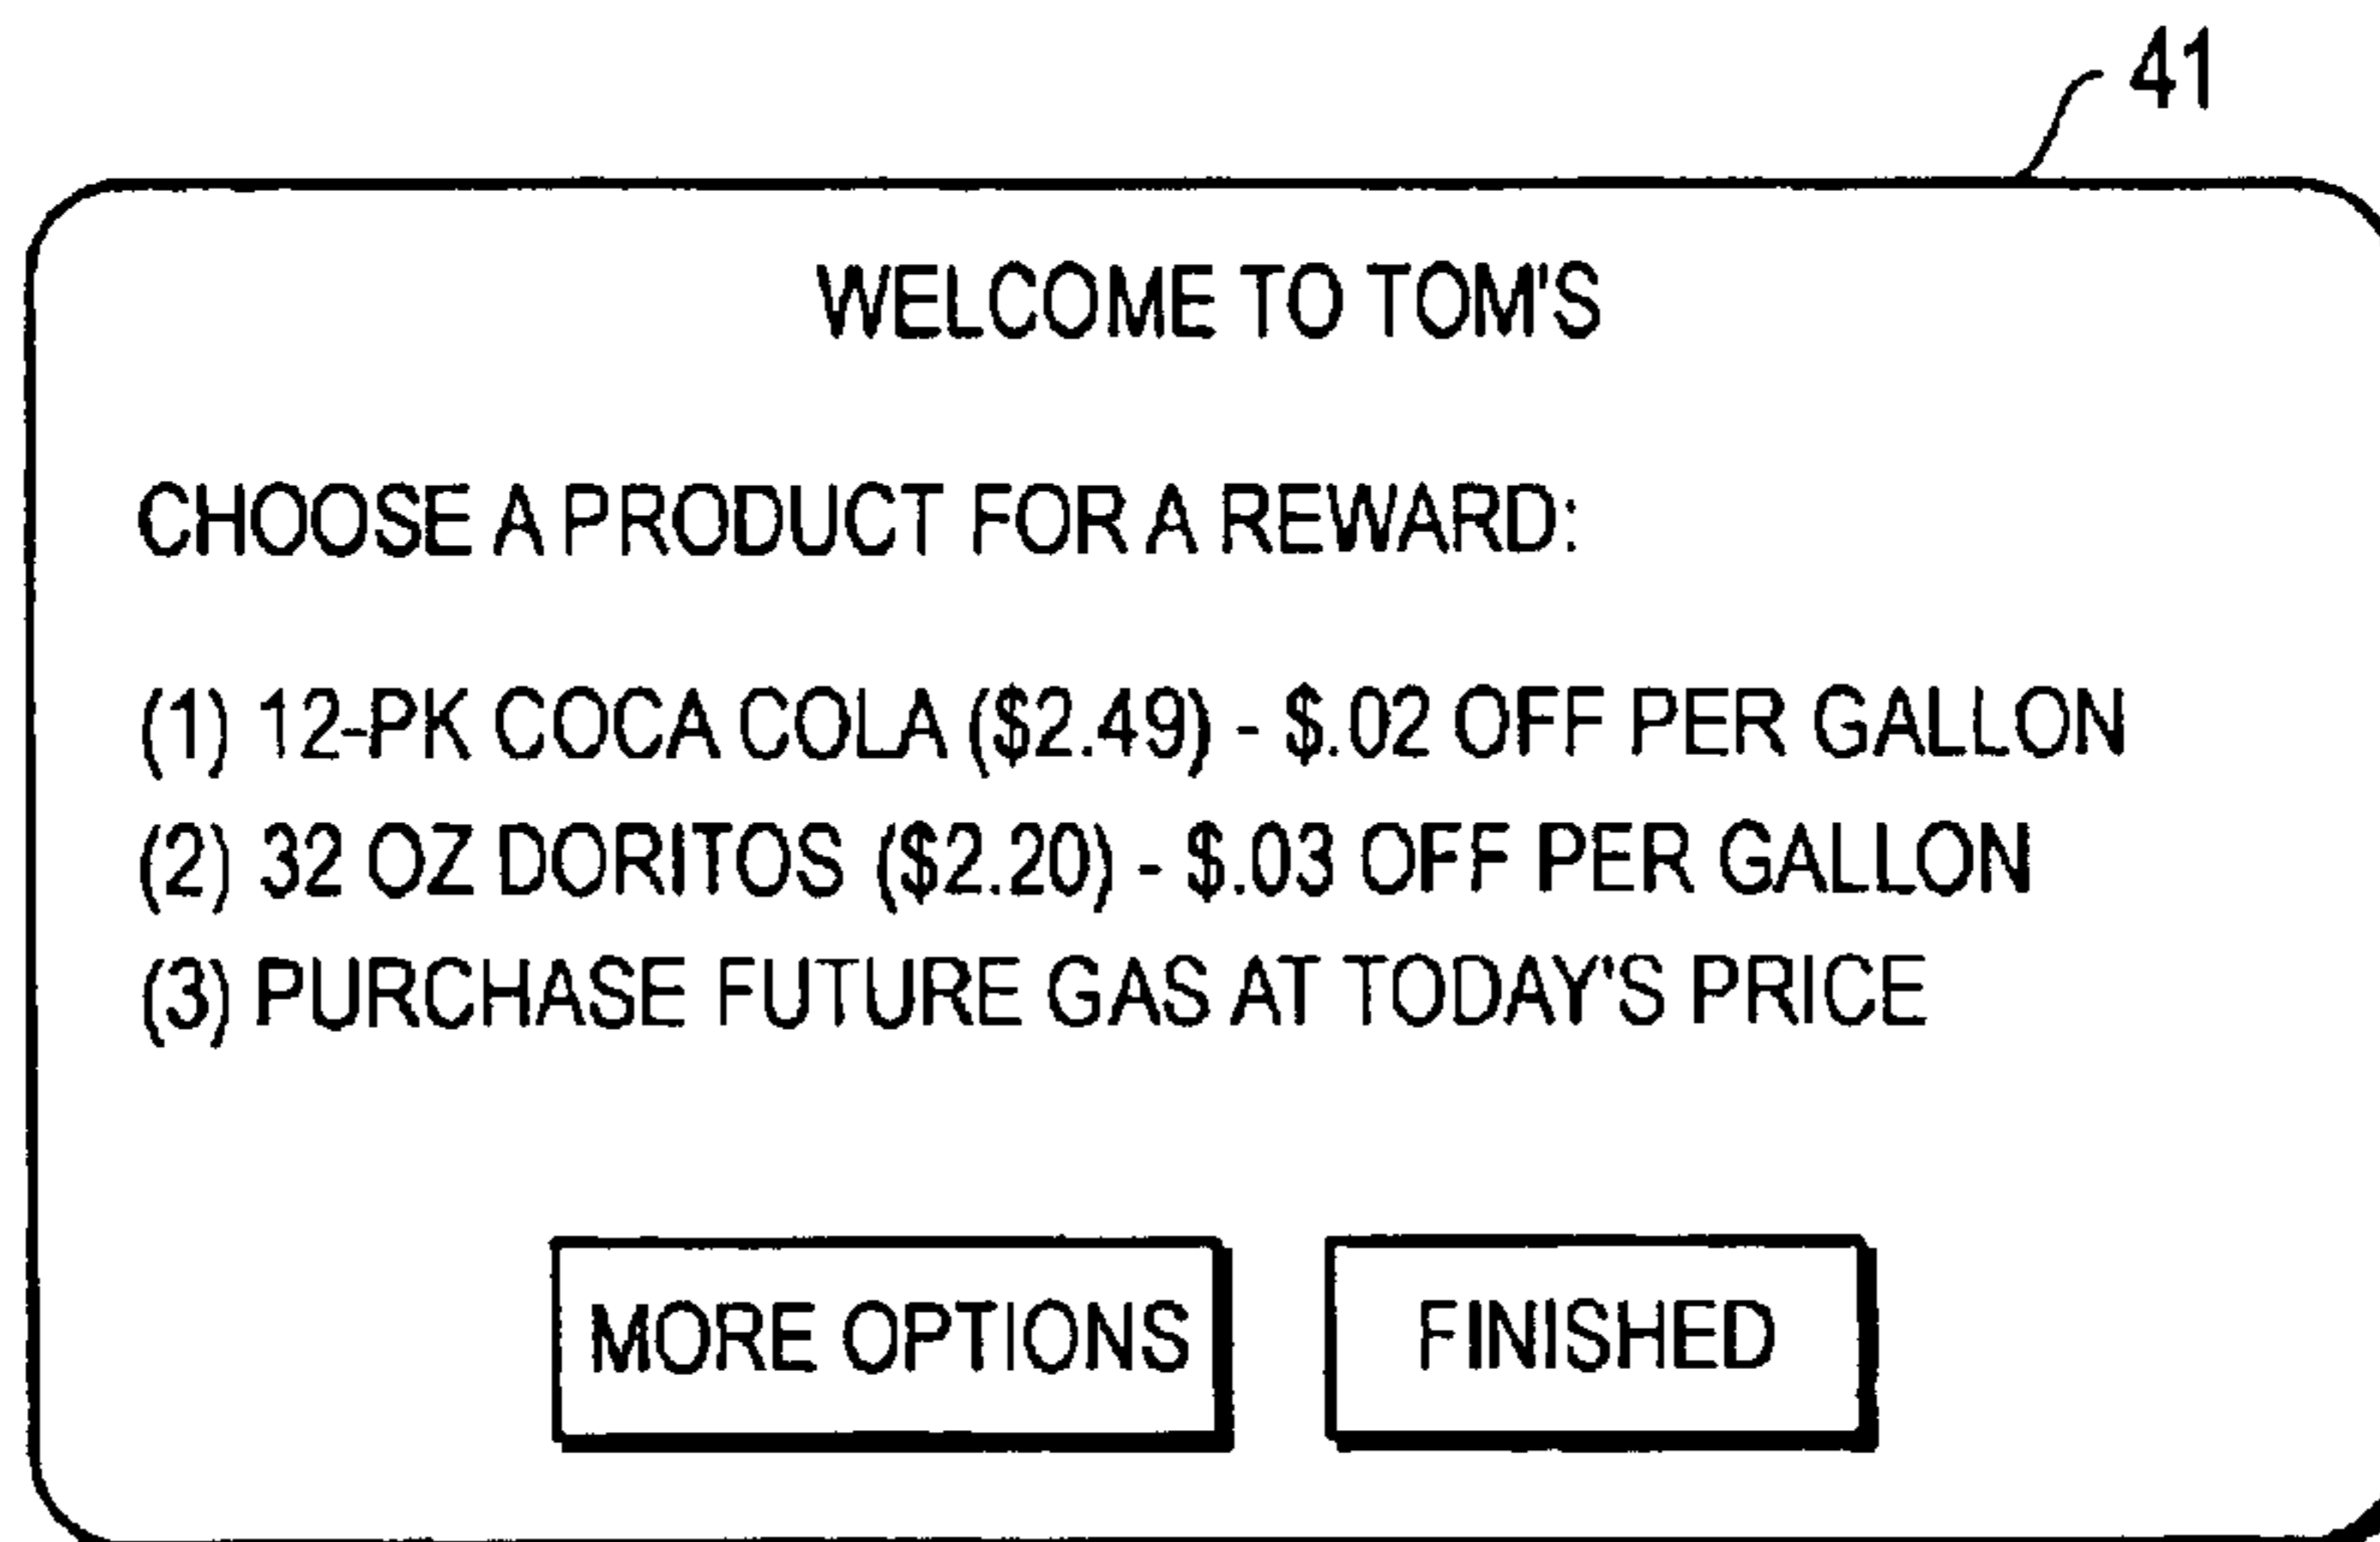 41
WELCOME TO TOM'S
CHOOSE A PRODUCT FOR A REWARD:
(1) 12-PK COCA COLA ($2.49) - $.02 OFF PER GALLON
(2) 32 OZ DORITOS ($2.20) - $.03 OFF PER GALLON
(3) PURCHASE FUTURE GAS AT TODAY'S PRICE
MORE OPTIONS FINISHED